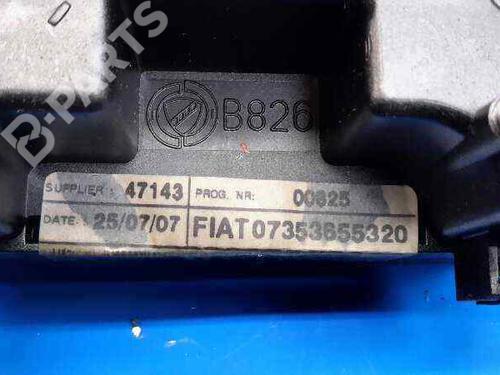 B-PARTS
B826
SUPPLIER : 47143 PROG. NR: 00825
DATE: 25/07/07 FIAT07353655320